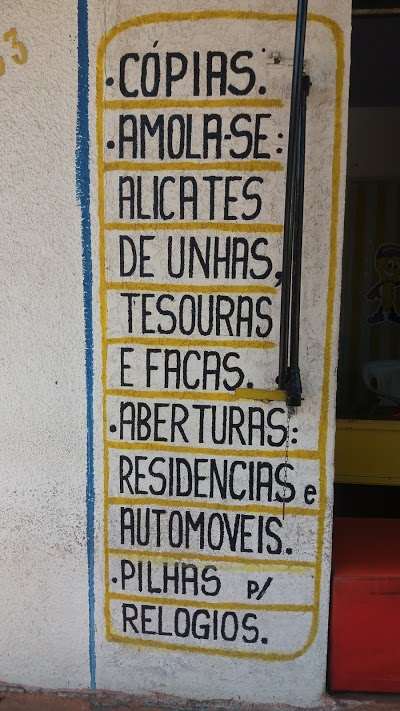 ·CÓPIAS.
·AMOLA-SE:
ALICATES
DE UNHAS,
TESOURAS
E FACAS.
·ABERTURAS:
RESIDENCIAS e
AUTOMOVEIS.
·PILHAS p/
RELOGIOS.